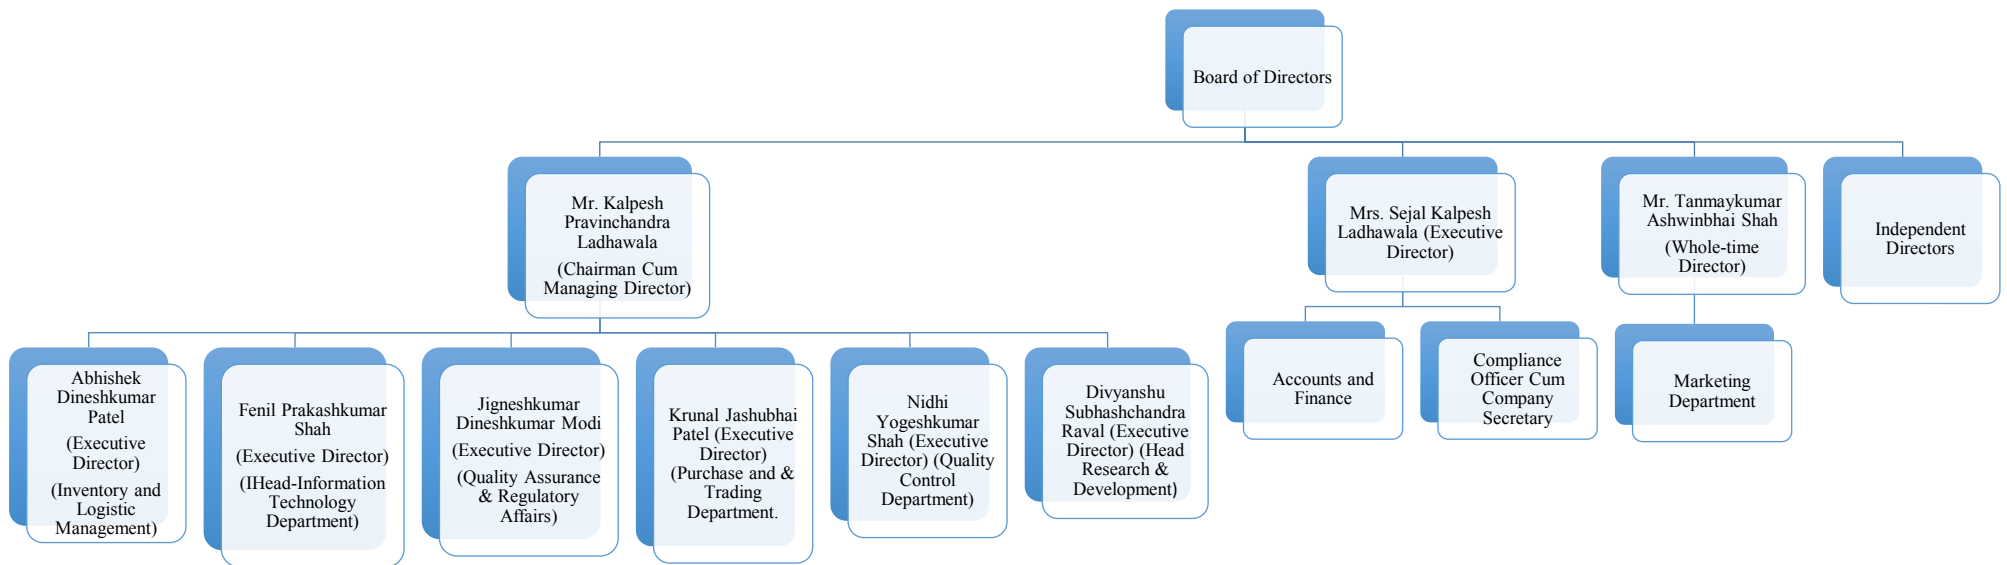 Board of Directors
Mr. Kalpesh
Pravinchandra
Ladhawala
(Chairman Cum
Managing Director)
Mrs. Sejal Kalpesh
Ladhawala (Executive
Director)
Mr. Tanmaykumar
Ashwinbhai Shah
(Whole-time
Director)
Independent
Directors
Abhishek
Dineshkumar
Patel
(Executive
Director)
(Inventory and
Logistic
Management)
Fenil Prakashkumar
Shah
(Executive Director)
(IHead-Information
Technology
Department)
Jigneshkumar
Dineshkumar Modi
(Executive Director)
(Quality Assurance
& Regulatory
Affairs)
Krunal Jashubhai
Patel (Executive
Director)
(Purchase and &
Trading
Department.
Nidhi
Yogeshkumar
Shah (Executive
Director) (Quality
Control
Department)
Divyanshu
Subhashchandra
Raval (Executive
Director) (Head
Research &
Development)
Accounts and
Finance
Compliance
Officer Cum
Company
Secretary
Marketing
Department